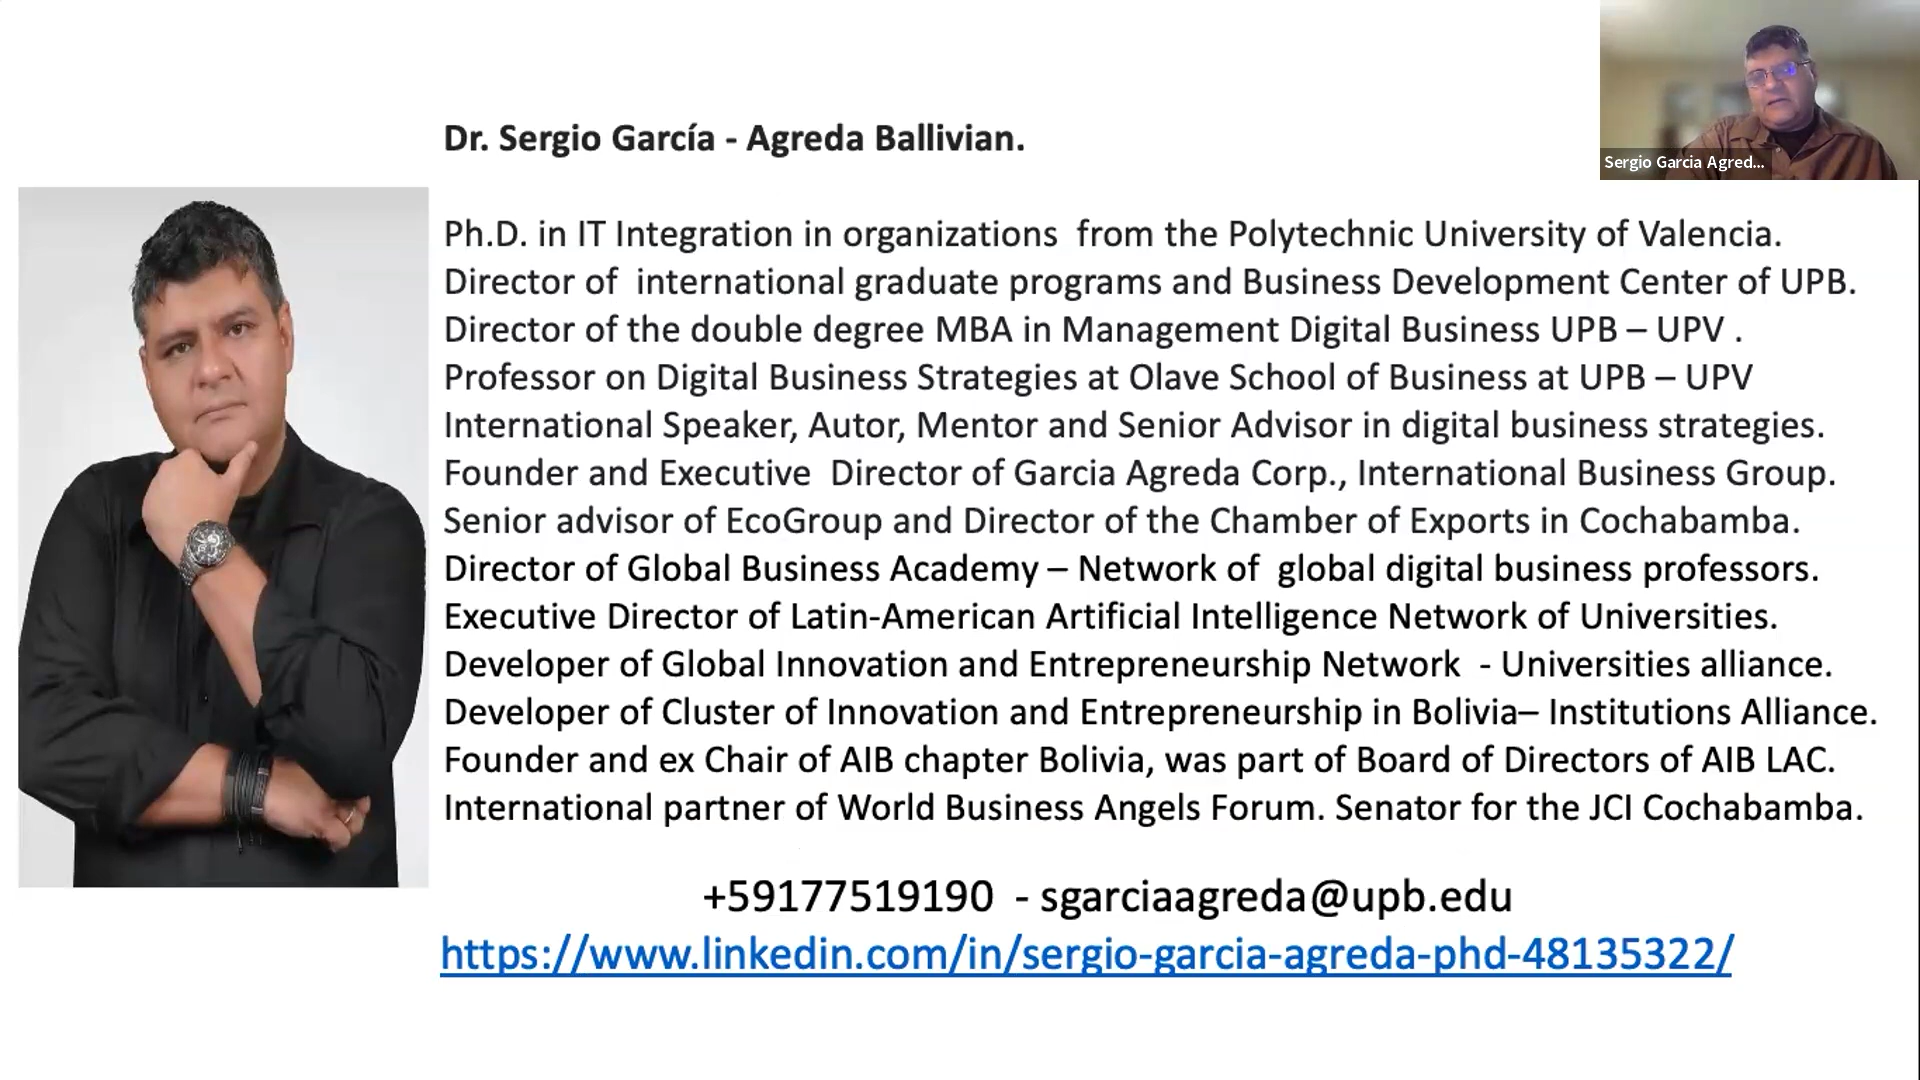 Dr. Sergio García - Agreda Ballivian.
Sergio Garcia Agred...
Ph.D. in IT Integration in organizations from the Polytechnic University of Valencia.
Director of international graduate programs and Business Development Center of UPB.
Director of the double degree MBA in Management Digital Business UPB – UPV .
Professor on Digital Business Strategies at Olave School of Business at UPB – UPV
International Speaker, Autor, Mentor and Senior Advisor in digital business strategies.
Founder and Executive Director of Garcia Agreda Corp., International Business Group.
Senior advisor of EcoGroup and Director of the Chamber of Exports in Cochabamba.
Director of Global Business Academy – Network of global digital business professors.
Executive Director of Latin-American Artificial Intelligence Network of Universities.
Developer of Global Innovation and Entrepreneurship Network - Universities alliance.
Developer of Cluster of Innovation and Entrepreneurship in Bolivia– Institutions Alliance.
Founder and ex Chair of AIB chapter Bolivia, was part of Board of Directors of AIB LAC.
International partner of World Business Angels Forum. Senator for the JCI Cochabamba.
+59177519190 - sgarciaagreda@upb.edu
https://www.linkedin.com/in/sergio-garcia-agreda-phd-48135322/